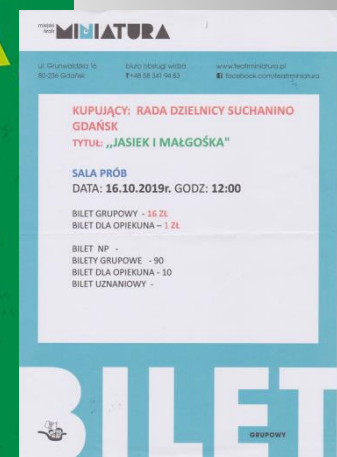 miejski
teatr MINIATURA
ul. Grunwaldzka 16
80-236 Gdańsk
biuro obsługi widza
T +48 58 341 94 83
www.teatrminiatura.pl
facebook.com/teatrminiatura
KUPUJĄCY: RADA DZIELNICY SUCHANINO
GDAŃSK
TYTUŁ: ,,JASIEK I MAŁGOŚKA"
SALA PRÓB
DATA: 16.10.2019r. GODZ: 12:00
BILET GRUPOWY - 16 ZŁ
BILET DLA OPIEKUNA – 1 ZŁ
BILET NP -
BILETY GRUPOWE - 90
BILET DLA OPIEKUNA - 10
BILET UZNANIOWY -
BILET
GRUPOWY